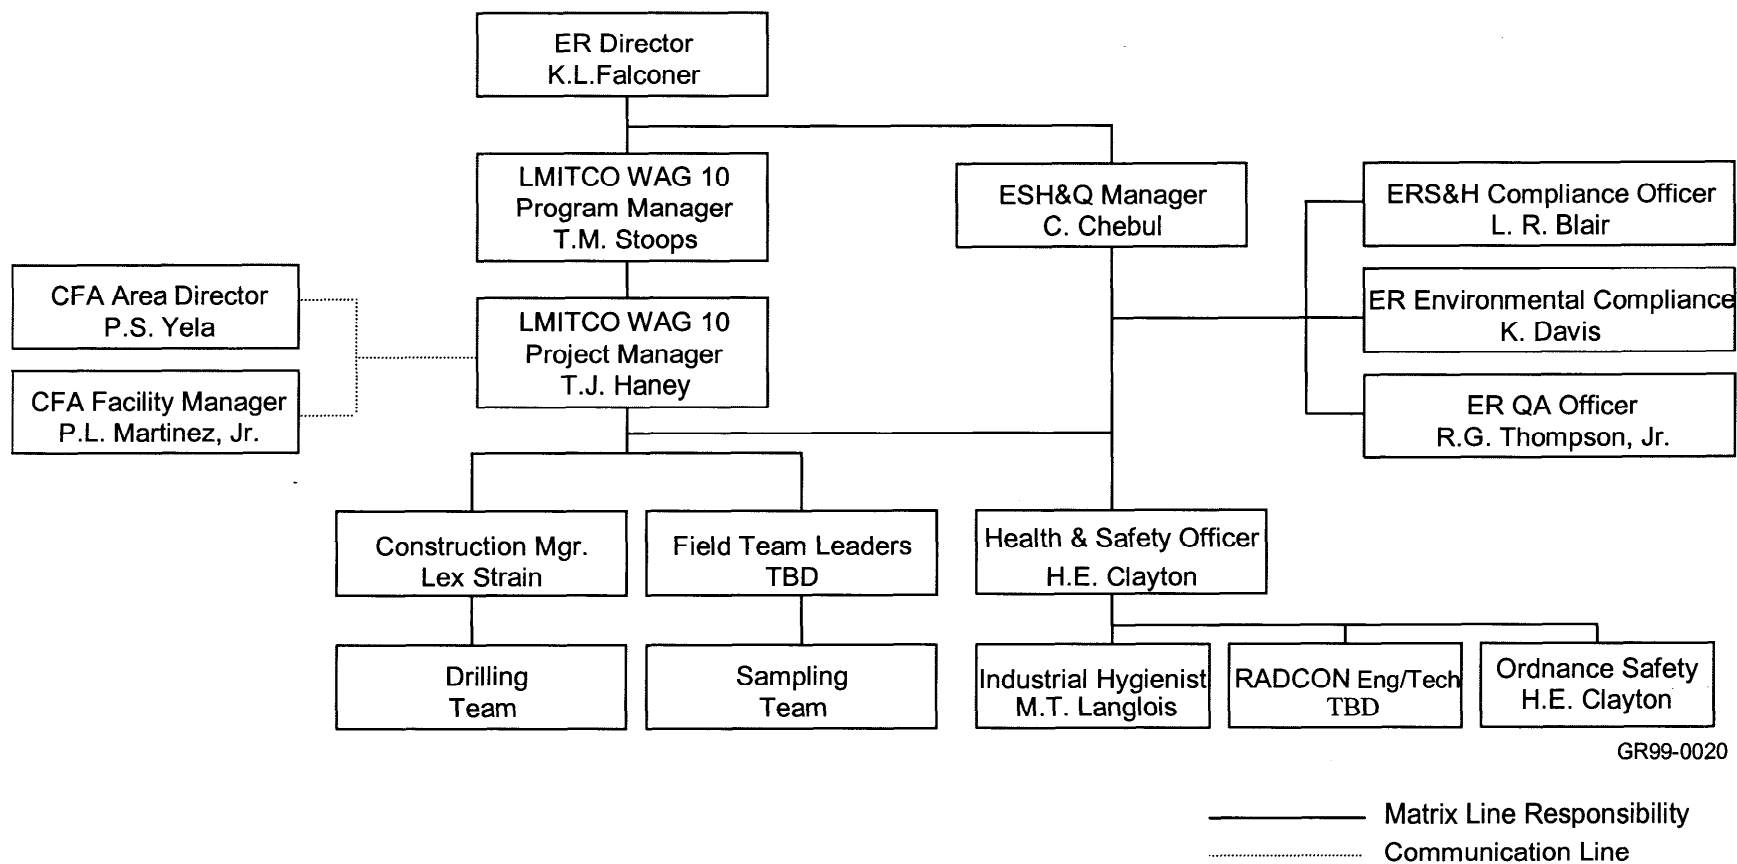 ER Director
K.L.Falconer
LMITCO WAG 10
Program Manager
T.M. Stoops
ESH&Q Manager
C. Chebul
ERS&H Compliance Officer
L. R. Blair
CFA Area Director
P.S. Yela
LMITCO WAG 10
Project Manager
T.J. Haney
ER Environmental Compliance
K. Davis
CFA Facility Manager
P.L. Martinez, Jr.
ER QA Officer
R.G. Thompson, Jr.
Construction Mgr.
Lex Strain
Field Team Leaders
TBD
Health & Safety Officer
H.E. Clayton
Drilling
Team
Sampling
Team
Industrial Hygienist
M.T. Langlois
RADCON Eng/Tech
TBD
Ordnance Safety
H.E. Clayton
GR99-0020
Matrix Line Responsibility
Communication Line